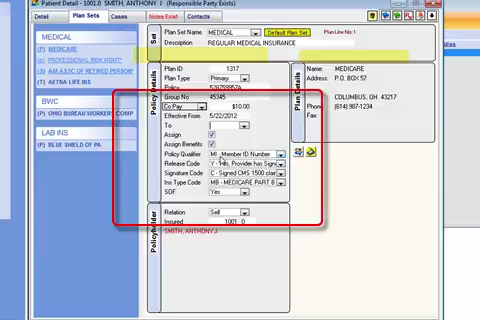 Patient Detail - 1001.0 SMITH, ANTHONY J. (Responsible Party Exists)
Detail Plan Sets Cases Notes Exist Contacts
MEDICAL
(P) MEDICARE
(P) PROFESSIONAL RISK MGMT
(S) AM ASSC OF RETIRED PERSON
(T) AETNA LIFE INS
BWC
(P) OHIO BUREAU WORKERS COMP
LAB INS
(P) BLUE SHIELD OF PA
Set
Plan Set Name MEDICAL Default Plan Set Plan Line No.1
Description REGULAR MEDICAL INSURANCE
Policy Details
Plan ID 1317
Plan Type Primary
Policy
Group No 45345
Co Pay $10.00
Effective From 5/22/2012
To
Assign
Assign Benefits
Policy Qualifier MI - Member ID Number
Release Code Y - Yes, Provider has Sign
Signature Code C - Signed CMS 1500 clair
Ins Type Code MB - MEDICARE PART B
SOF Yes
Plan Details
Name: MEDICARE
Address: P.O. BOX 57
COLUMBUS, OH 43216
Phone (614) 987-1234
Fax:
Policyholder
Relation Self
Insured 1001 0
SMITH, ANTHONY J.
Alias